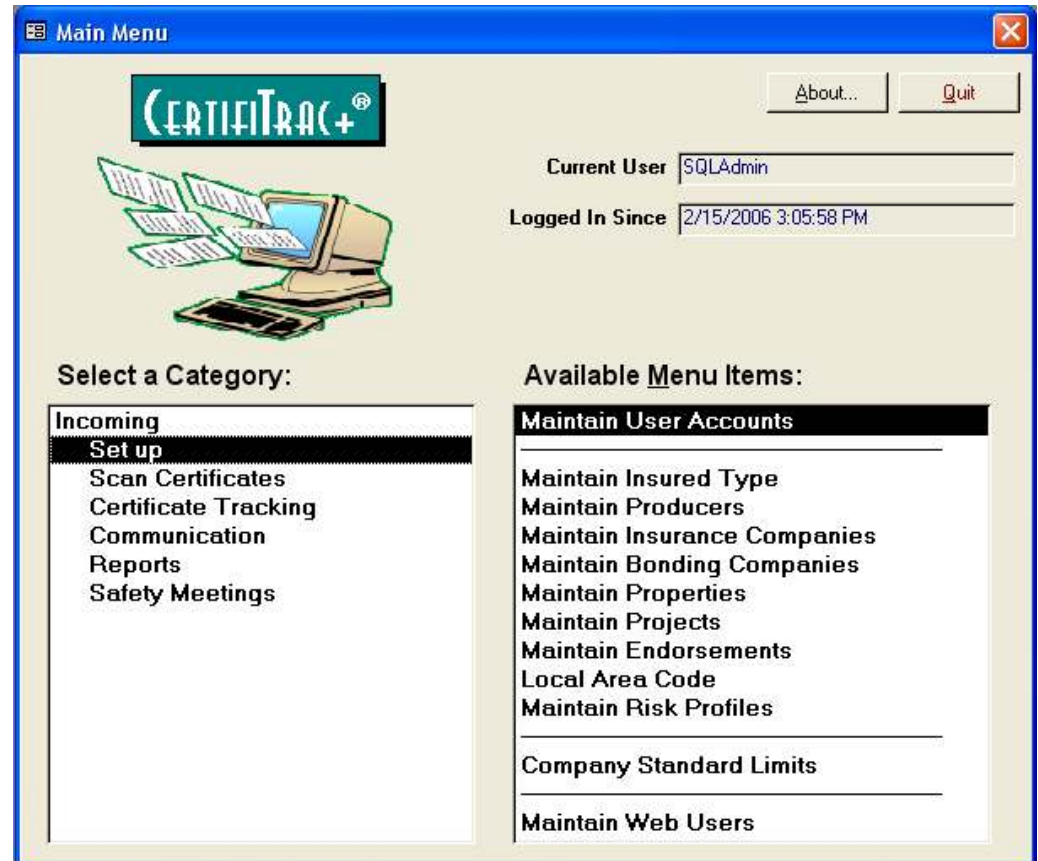 Main Menu
CERTIFITRAC+®
About...
Quit
Current User SQLAdmin
Logged In Since 2/15/2006 3:05:58 PM
Select a Category:
Incoming
Set up
Scan Certificates
Certificate Tracking
Communication
Reports
Safety Meetings
Available Menu Items:
Maintain User Accounts
Maintain Insured Type
Maintain Producers
Maintain Insurance Companies
Maintain Bonding Companies
Maintain Properties
Maintain Projects
Maintain Endorsements
Local Area Code
Maintain Risk Profiles
Company Standard Limits
Maintain Web Users